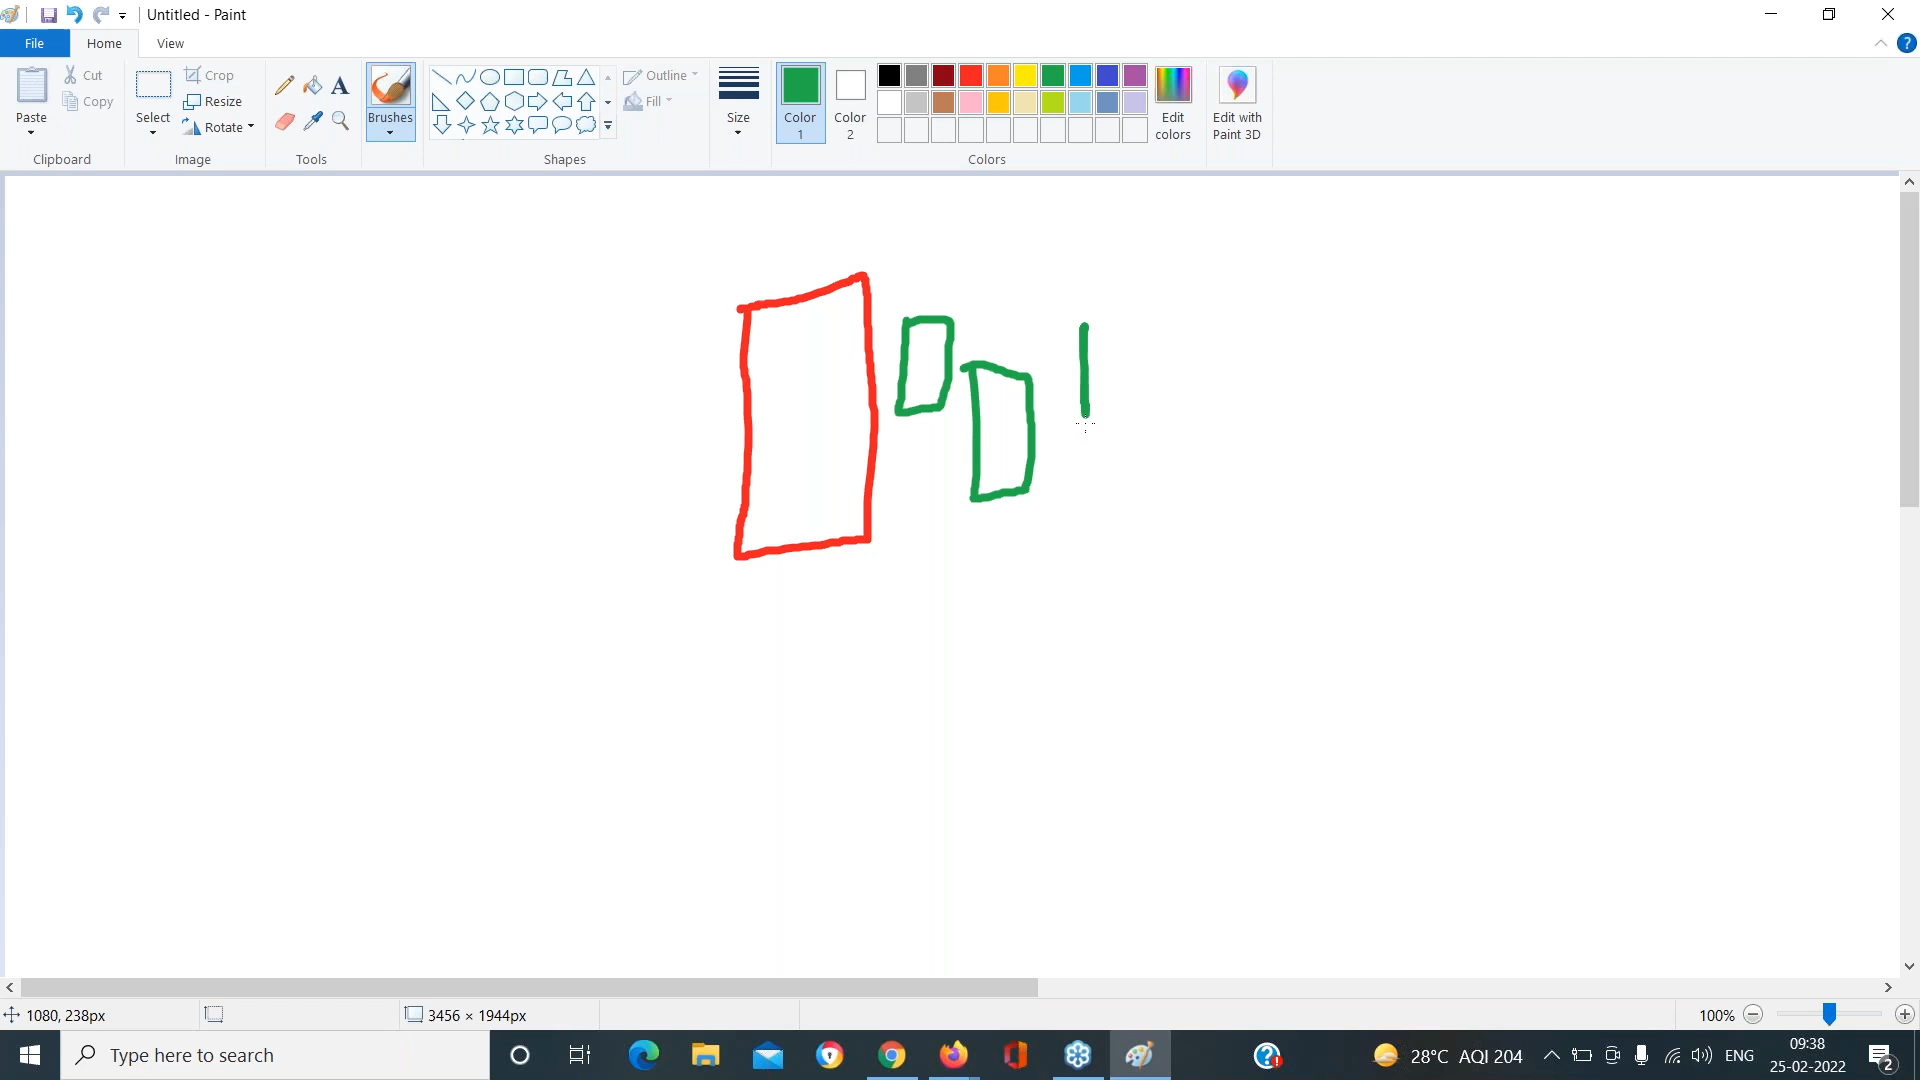 Untitled - Paint
File Home View
Paste
Cut
Copy
Clipboard
Select
Crop
Resize
Rotate
Image
Tools
Brushes
Shapes
Outline
Fill
Size
Color 1
Color 2
Edit colors
Colors
Edit with Paint 3D
1080, 238px
3456 × 1944px
100%
Type here to search
28°C AQI 204
ENG
09:38
25-02-2022
2